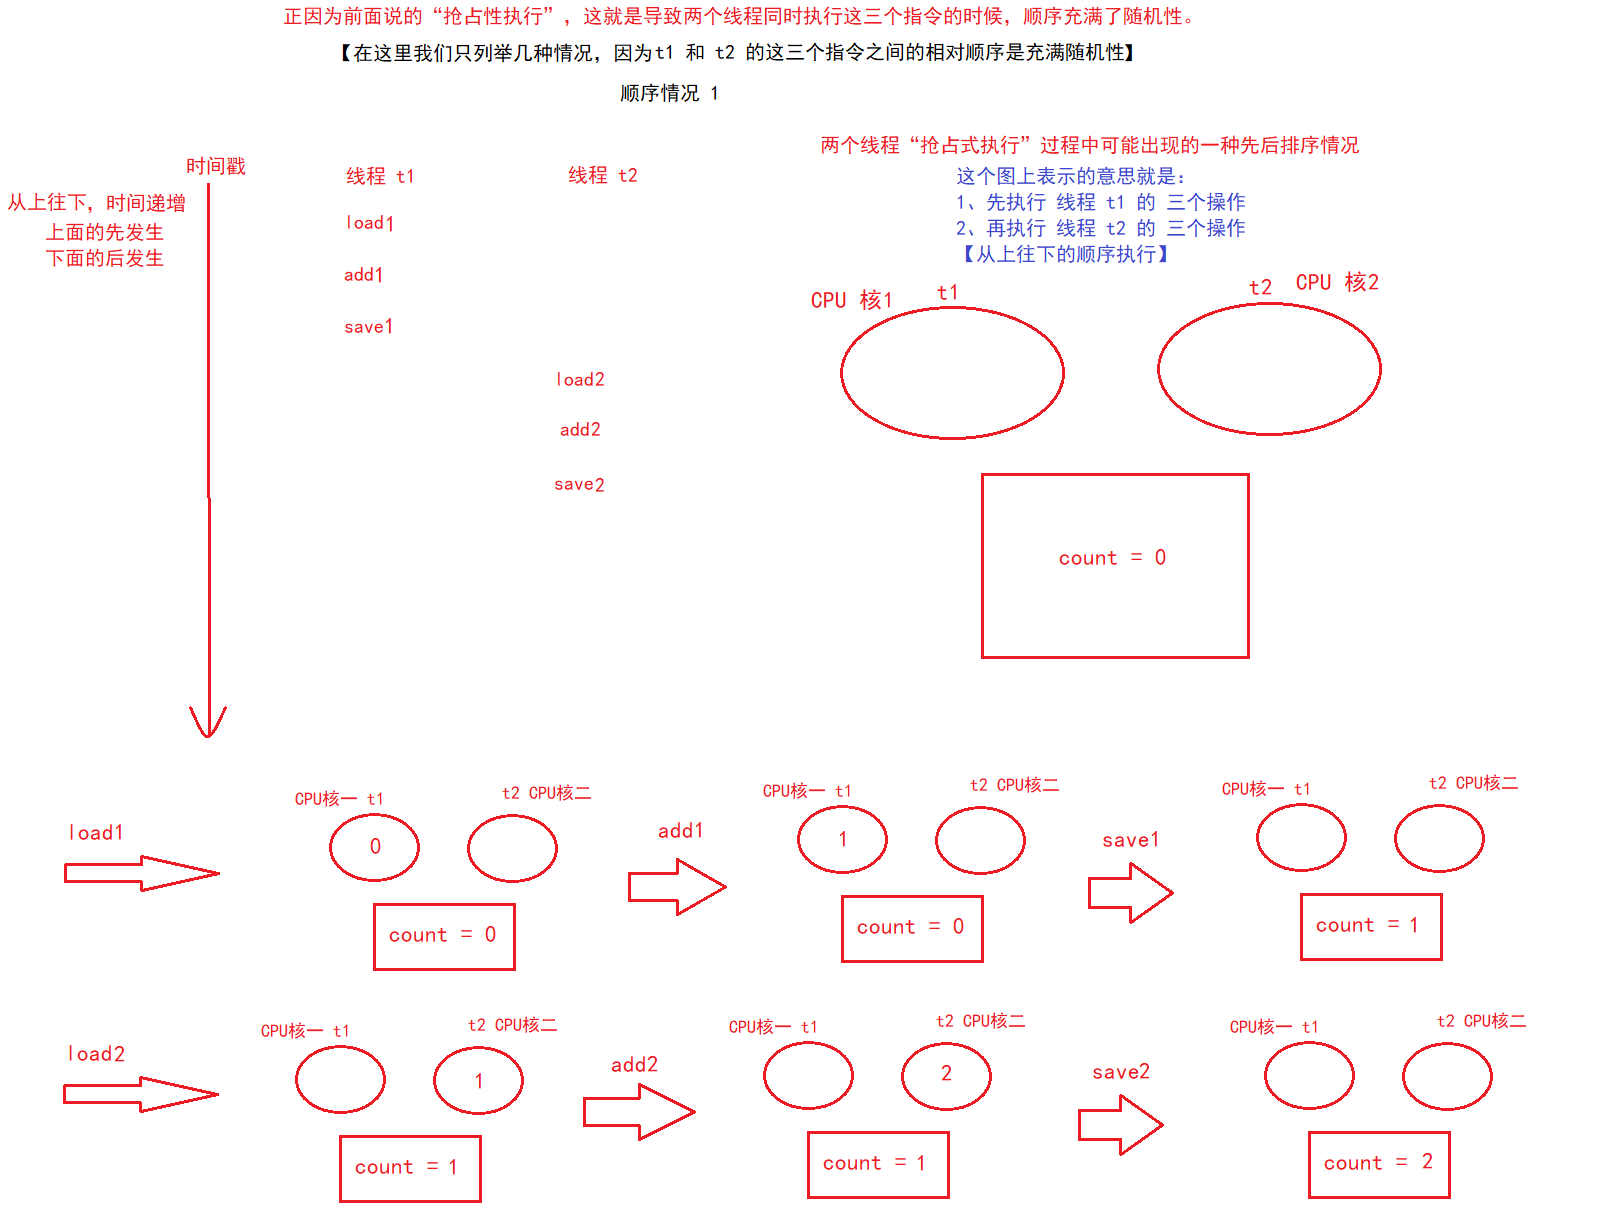 正因为前面说的“抢占性执行”，这就是导致两个线程同时执行这三个指令的时候，顺序充满了随机性。
【在这里我们只列举几种情况，因为t1 和 t2 的这三个指令之间的相对顺序是充满随机性】
顺序情况 1
时间戳
从上往下，时间递增
上面的先发生
下面的后发生
线程 t1
线程 t2
load1
add1
save1
load2
add2
save2
两个线程“抢占式执行”过程中可能出现的一种先后排序情况
这个图上表示的意思就是：
1、先执行 线程 t1 的 三个操作
2、再执行 线程 t2 的 三个操作
【从上往下的顺序执行】
CPU 核1
t1
t2
CPU 核2
count = 0
load1
CPU核一 t1
t2 CPU核二
0
count = 0
add1
CPU核一 t1
t2 CPU核二
1
count = 0
save1
CPU核一 t1
t2 CPU核二
count = 1
load2
CPU核一 t1
t2 CPU核二
1
count = 1
add2
CPU核一 t1
t2 CPU核二
2
count = 1
save2
CPU核一 t1
t2 CPU核二
count = 2